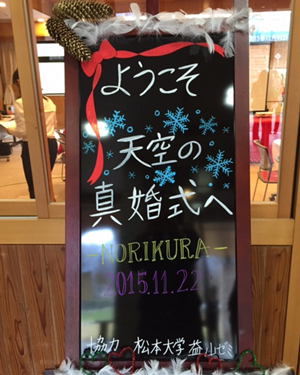 ようこそ
天空の
真婚式へ
-NORIKURA-
2015.11.22
協力 松本大学 益山ゼミ